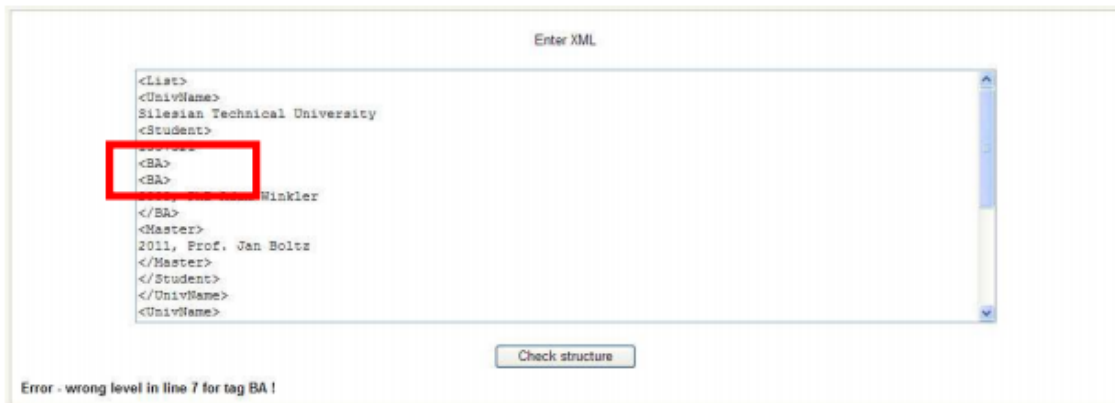 Enter XML
<List>
<UnivName>
Silesian Technical University
<Student>
<BA>
<BA>
Winkler
</BA>
<Master>
2011, Prof. Jan Boltz
</Master>
</Student>
</UnivName>
<UnivName>
Check structure
Error - wrong level in line 7 for tag BA !